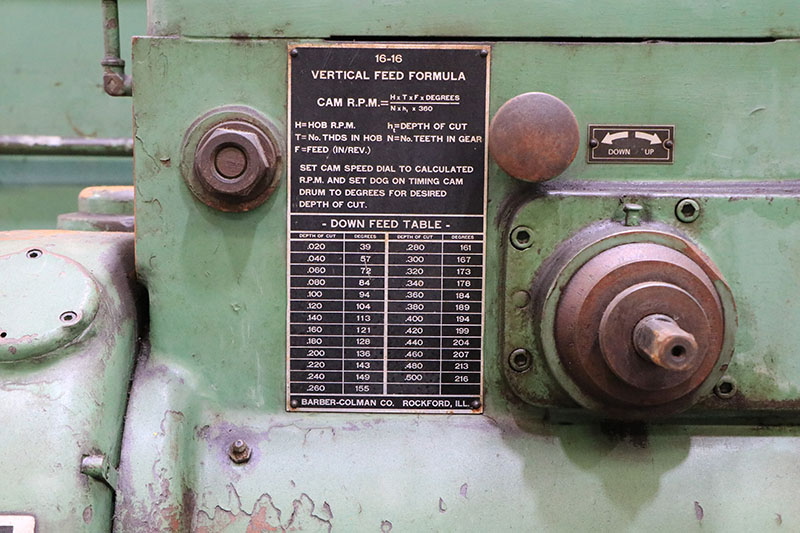 16-16
VERTICAL FEED FORMULA
CAM R.P.M.= H x T x F x DEGREES
N x h₁ x 360
H=HOB R.P.M. h₁=DEPTH OF CUT
T=No. THDS IN HOB N=No. TEETH IN GEAR
F=FEED (IN/REV.)
SET CAM SPEED DIAL TO CALCULATED
R.P.M. AND SET DOG ON TIMING CAM
DRUM TO DEGREES FOR DESIRED
DEPTH OF CUT.
- DOWN FEED TABLE -
DEPTH OF CUT DEGREES DEPTH OF CUT DEGREES
.020 39 .280 161
.040 57 .300 167
.060 72 .320 173
.080 84 .340 178
.100 94 .360 184
.120 104 .380 189
.140 113 .400 194
.160 121 .420 199
.180 128 .440 204
.200 136 .460 207
.220 143 .480 213
.240 149 .500 216
.260 155
BARBER-COLMAN CO. ROCKFORD, ILL.
DOWN UP